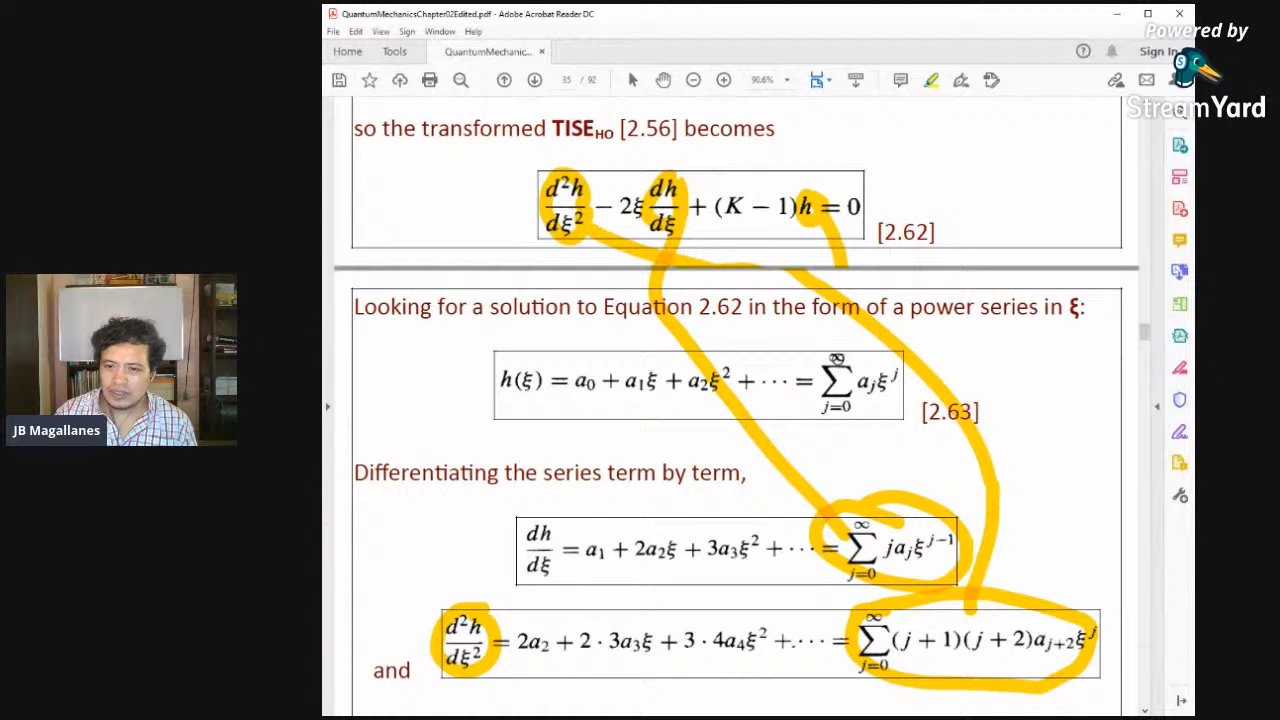 QuantumMechanicsChapter02Edited.pdf - Adobe Acrobat Reader DC
File Edit View Sign Window Help
Home Tools QuantumMechanic... × Sign In
35 / 92 90.6%
Powered by
StreamYard
so the transformed TISE_HO [2.56] becomes
d²h/dξ² − 2ξ dh/dξ + (K − 1)h = 0 [2.62]
Looking for a solution to Equation 2.62 in the form of a power series in ξ:
h(ξ) = a₀ + a₁ξ + a₂ξ² + ··· = ∑_{j=0}^{∞} a_j ξ^j [2.63]
Differentiating the series term by term,
dh/dξ = a₁ + 2a₂ξ + 3a₃ξ² + ··· = ∑_{j=0}^{∞} j a_j ξ^{j−1}
and d²h/dξ² = 2a₂ + 2 · 3a₃ξ + 3 · 4a₄ξ² + ··· = ∑_{j=0}^{∞} (j + 1)(j + 2)a_{j+2} ξ^j
JB Magallanes